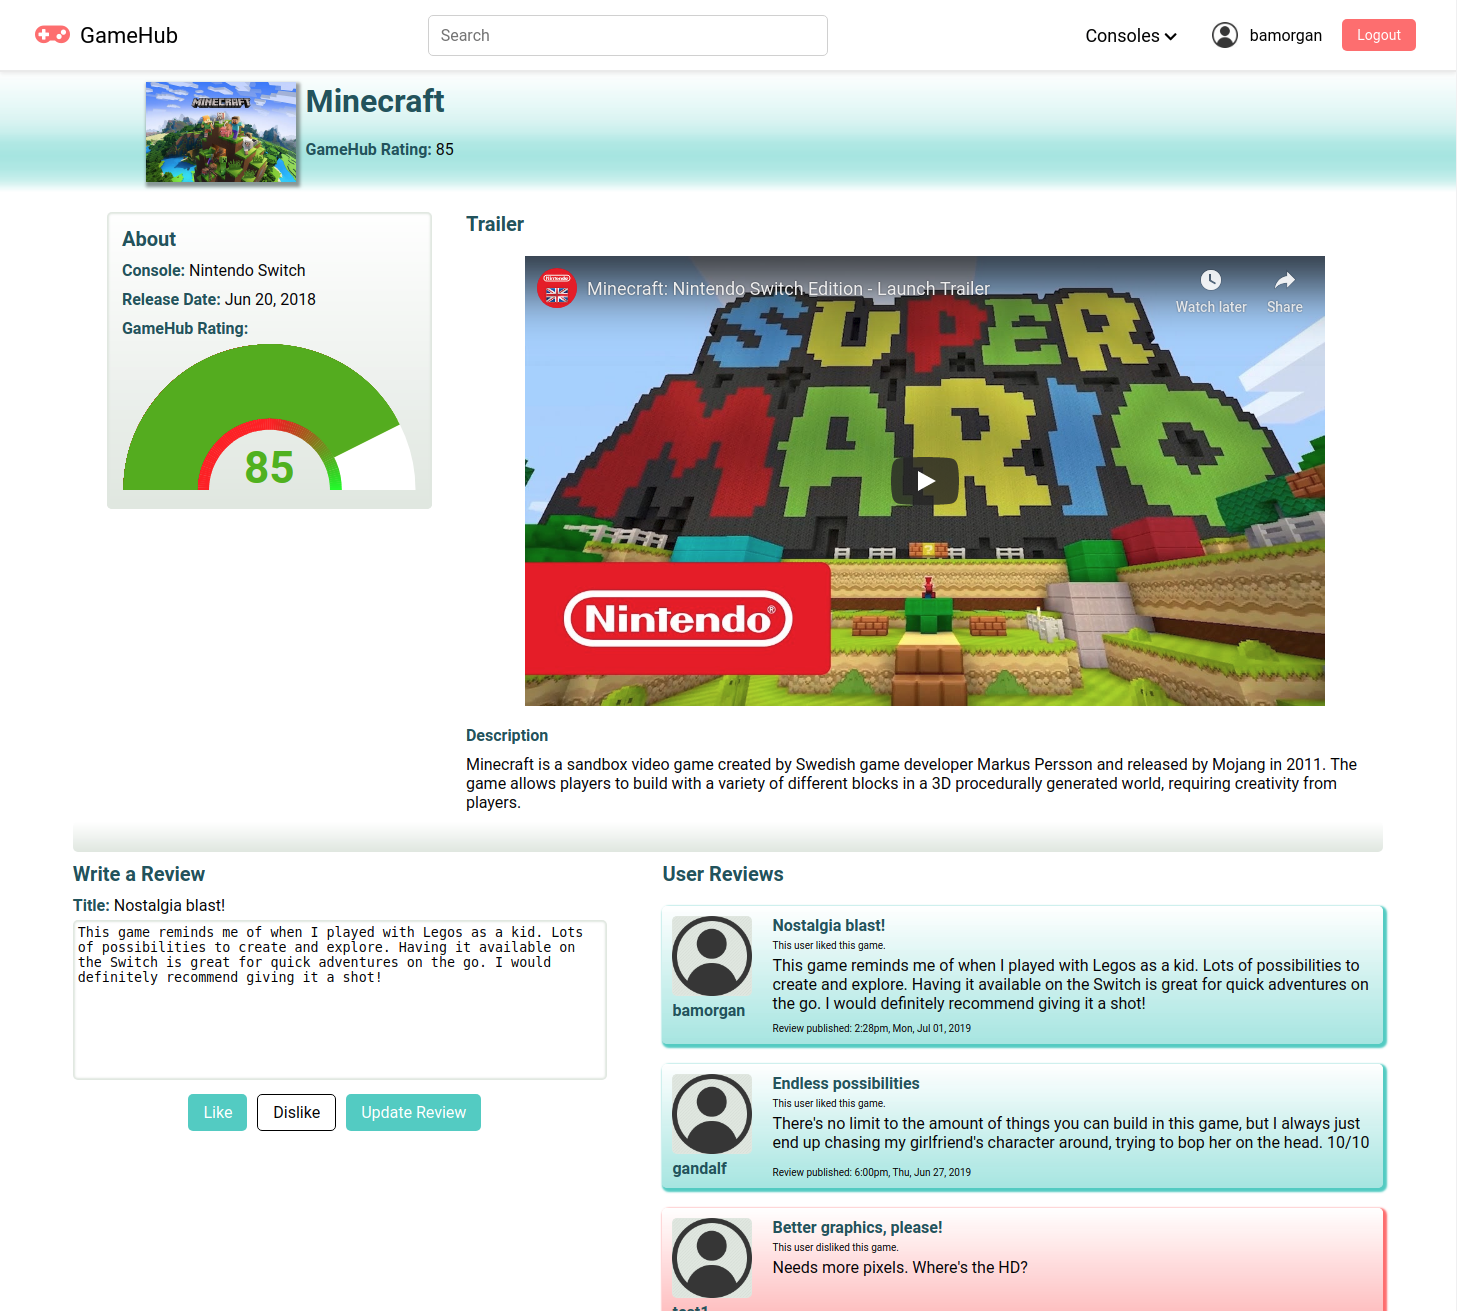 GameHub
Search
Consoles
bamorgan
Logout
MINECRAFT
Minecraft
GameHub Rating: 85
About
Console: Nintendo Switch
Release Date: Jun 20, 2018
GameHub Rating:
85
Trailer
Nintendo
Minecraft: Nintendo Switch Edition - Launch Trailer
Watch later
Share
SUPER
MARIO
Nintendo®
Description
Minecraft is a sandbox video game created by Swedish game developer Markus Persson and released by Mojang in 2011. The
game allows players to build with a variety of different blocks in a 3D procedurally generated world, requiring creativity from
players.
Write a Review
Title: Nostalgia blast!
This game reminds me of when I played with Legos as a kid. Lots
of possibilities to create and explore. Having it available on
the Switch is great for quick adventures on the go. I would
definitely recommend giving it a shot!
Like
Dislike
Update Review
User Reviews
Nostalgia blast!
This user liked this game.
This game reminds me of when I played with Legos as a kid. Lots of possibilities to
create and explore. Having it available on the Switch is great for quick adventures on
the go. I would definitely recommend giving it a shot!
bamorgan
Review published: 2:28pm, Mon, Jul 01, 2019
Endless possibilities
This user liked this game.
There's no limit to the amount of things you can build in this game, but I always just
end up chasing my girlfriend's character around, trying to bop her on the head. 10/10
gandalf
Review published: 6:00pm, Thu, Jun 27, 2019
Better graphics, please!
This user disliked this game.
Needs more pixels. Where's the HD?